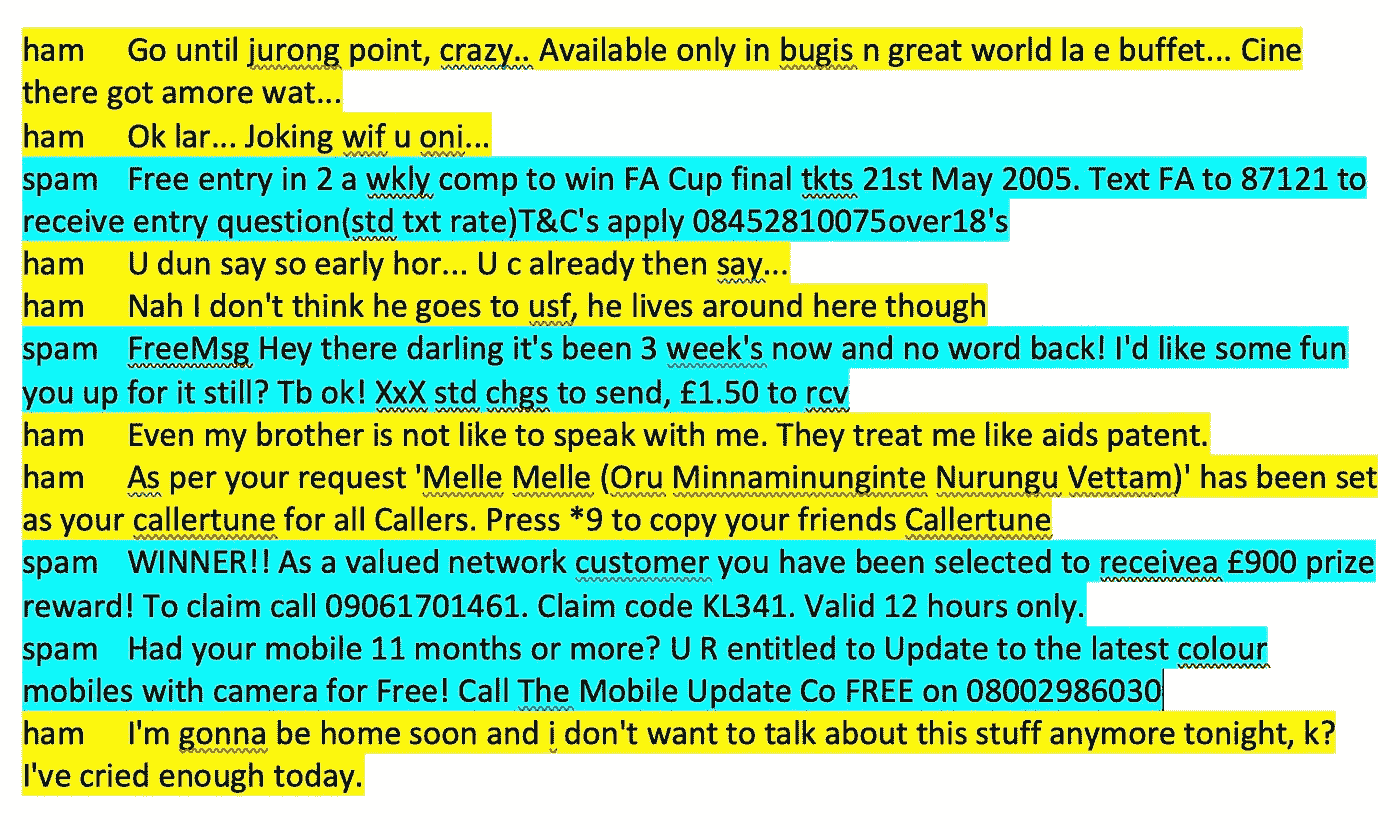 ham Go until jurong point, crazy.. Available only in bugis n great world la e buffet... Cine
there got amore wat...
ham Ok lar... Joking wif u oni...
spam Free entry in 2 a wkly comp to win FA Cup final tkts 21st May 2005. Text FA to 87121 to
receive entry question(std txt rate)T&C's apply 08452810075over18's
ham U dun say so early hor... U c already then say...
ham Nah I don't think he goes to usf, he lives around here though
spam FreeMsg Hey there darling it's been 3 week's now and no word back! I'd like some fun
you up for it still? Tb ok! XxX std chgs to send, £1.50 to rcv
ham Even my brother is not like to speak with me. They treat me like aids patent.
ham As per your request 'Melle Melle (Oru Minnaminunginte Nurungu Vettam)' has been set
as your callertune for all Callers. Press *9 to copy your friends Callertune
spam WINNER!! As a valued network customer you have been selected to receivea £900 prize
reward! To claim call 09061701461. Claim code KL341. Valid 12 hours only.
spam Had your mobile 11 months or more? U R entitled to Update to the latest colour
mobiles with camera for Free! Call The Mobile Update Co FREE on 08002986030
ham I'm gonna be home soon and i don't want to talk about this stuff anymore tonight, k?
I've cried enough today.